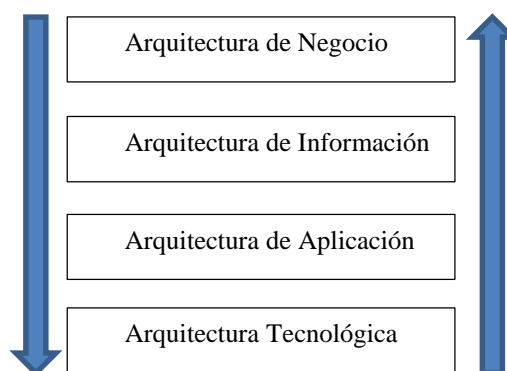 Arquitectura de Negocio
Arquitectura de Información
Arquitectura de Aplicación
Arquitectura Tecnológica